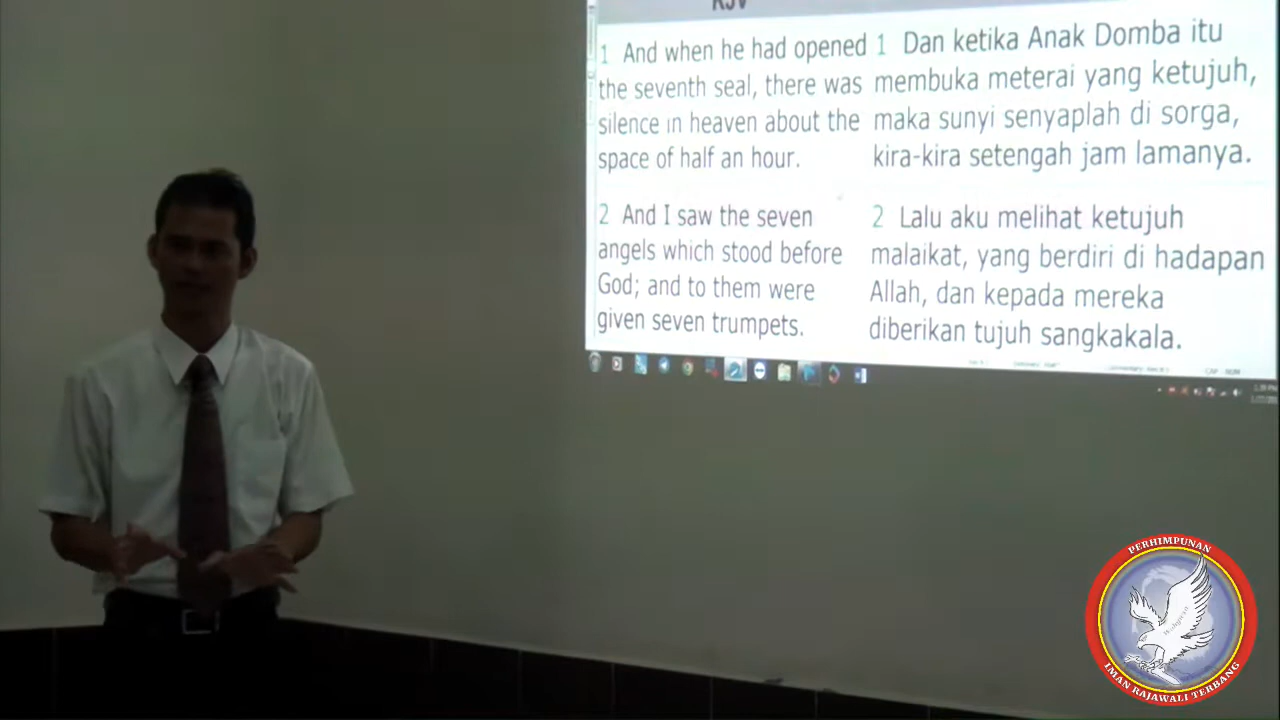 KJV
1 And when he had opened
the seventh seal, there was
silence in heaven about the
space of half an hour.
2 And I saw the seven
angels which stood before
God; and to them were
given seven trumpets.
1 Dan ketika Anak Domba itu
membuka meterai yang ketujuh,
maka sunyi senyaplah di sorga,
kira-kira setengah jam lamanya.
2 Lalu aku melihat ketujuh
malaikat, yang berdiri di hadapan
Allah, dan kepada mereka
diberikan tujuh sangkakala.
PERHIMPUNAN
IMAN RAJAWALI TERBANG